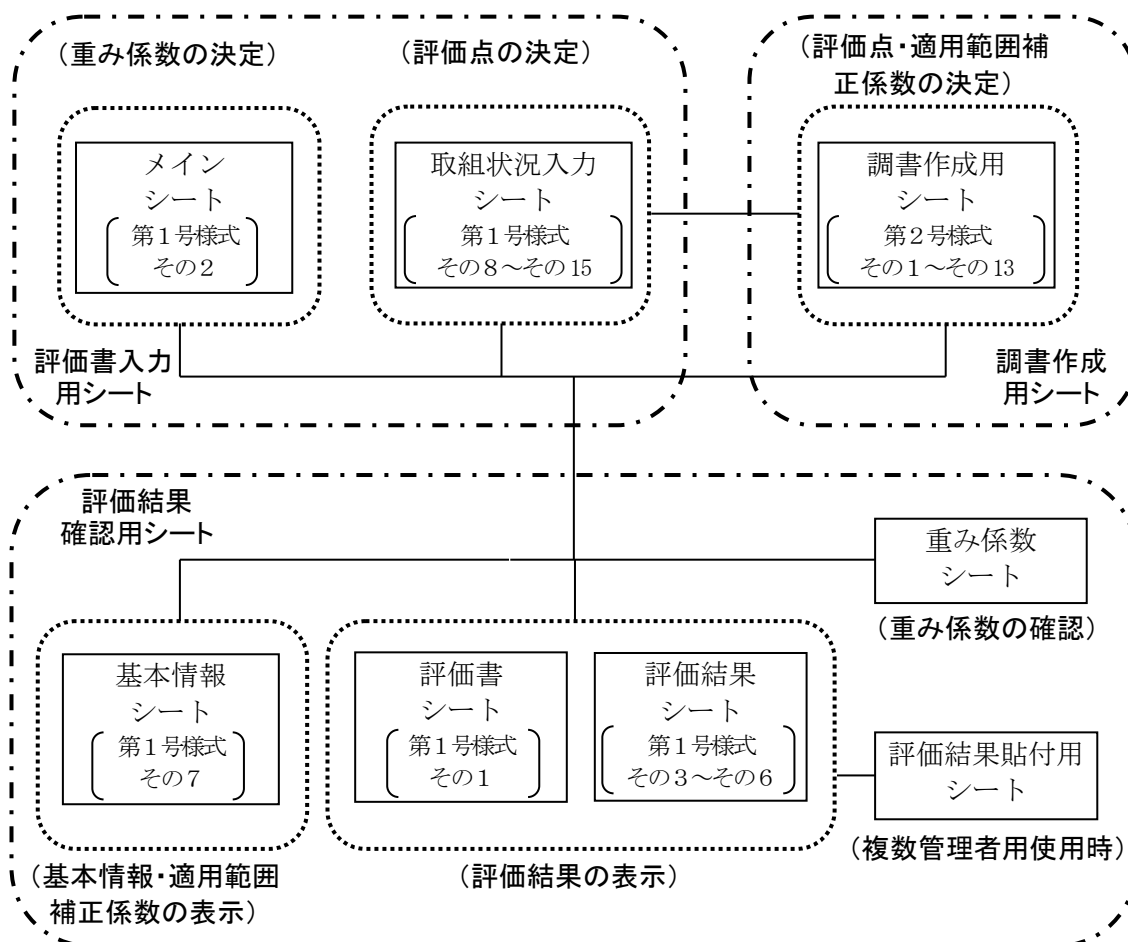 （重み係数の決定）
（評価点の決定）
（評価点・適用範囲補
正係数の決定）
メイン
シート
第１号様式
その２
取組状況入力
シート
第１号様式
その８～その15
調書作成用
シート
第２号様式
その１～その13
評価書入力
用シート
調書作成
用シート
評価結果
確認用シート
重み係数
シート
（重み係数の確認）
基本情報
シート
第１号様式
その７
評価書
シート
第１号様式
その１
評価結果
シート
第１号様式
その３～その６
評価結果貼付用
シート
（複数管理者用使用時）
（基本情報・適用範囲
補正係数の表示）
（評価結果の表示）